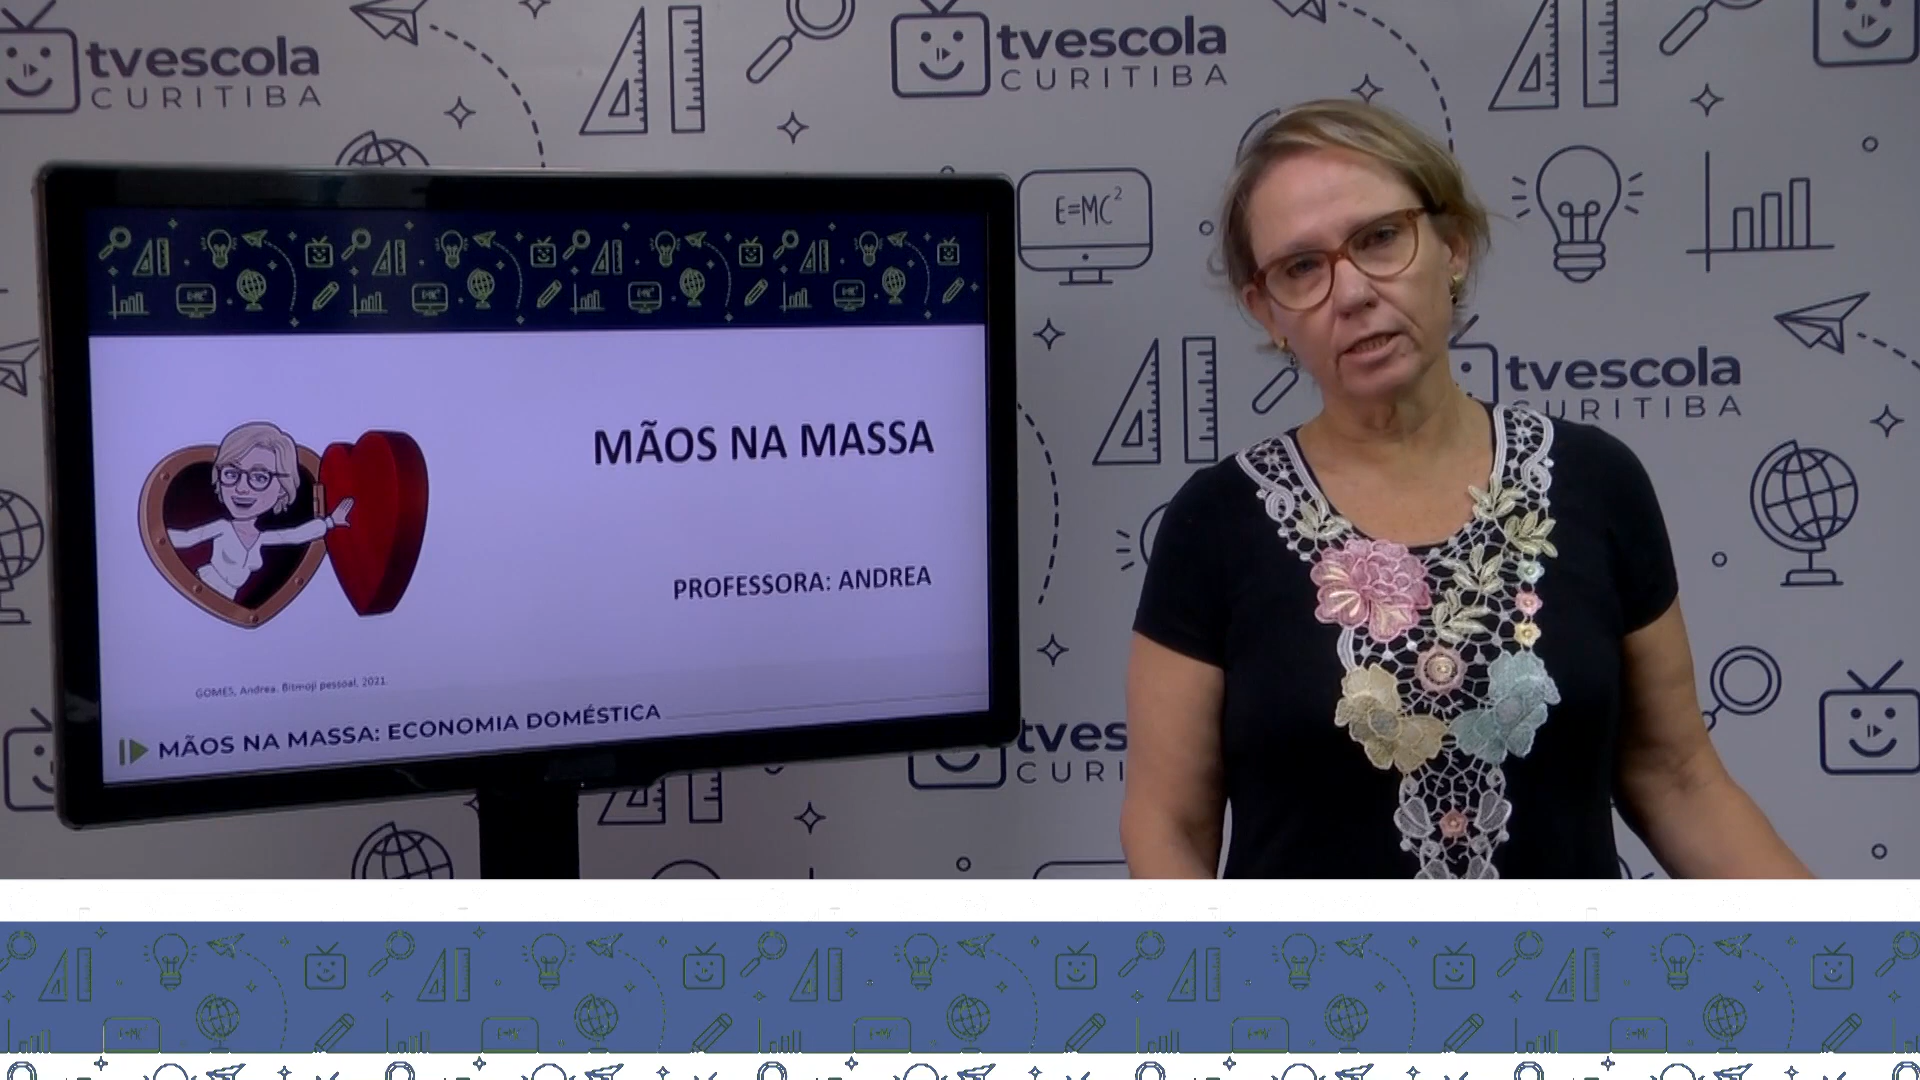 tvescola
CURITIBA
tvescola
CURITIBA
E=MC²
tvescola
CURITIBA
MÃOS NA MASSA
PROFESSORA: ANDREA
GOMES, Andrea. Bitmoji pessoal, 2021.
MÃOS NA MASSA: ECONOMIA DOMÉSTICA
tves
CURI